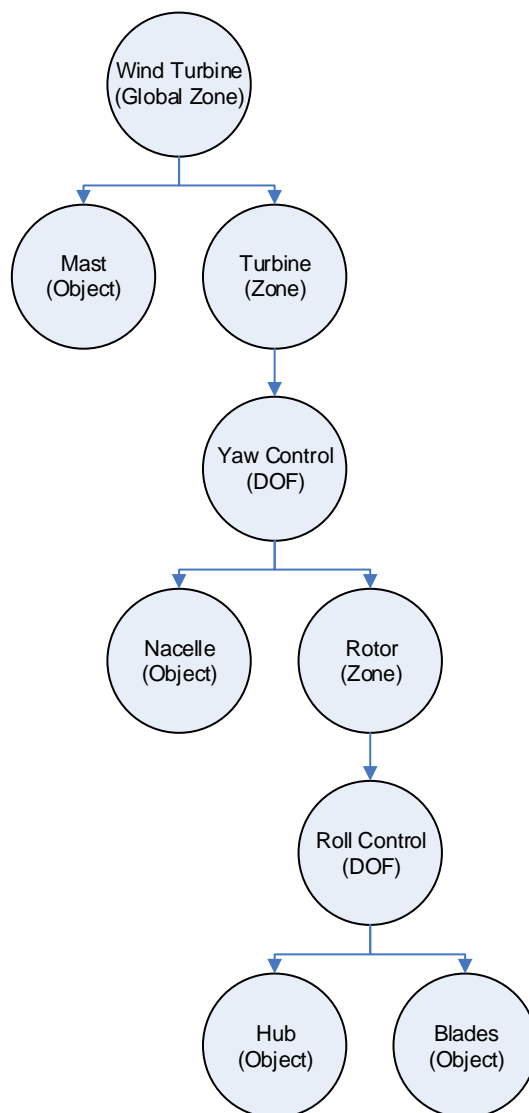 Wind Turbine
(Global Zone)
Mast
(Object)
Turbine
(Zone)
Yaw Control
(DOF)
Nacelle
(Object)
Rotor
(Zone)
Roll Control
(DOF)
Hub
(Object)
Blades
(Object)